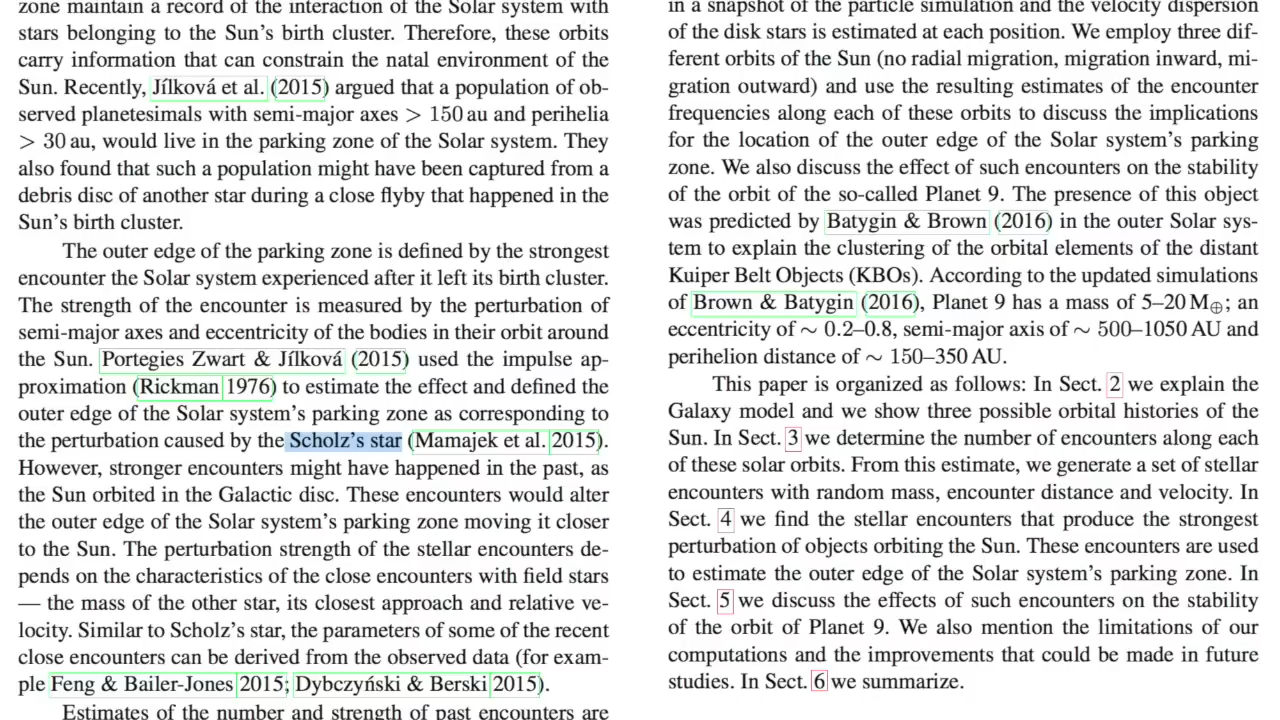 zone maintain a record of the interaction of the Solar system with
stars belonging to the Sun's birth cluster. Therefore, these orbits
carry information that can constrain the natal environment of the
Sun. Recently, Jílková et al. (2015) argued that a population of ob-
served planetesimals with semi-major axes > 150 au and perihelia
> 30 au, would live in the parking zone of the Solar system. They
also found that such a population might have been captured from a
debris disc of another star during a close flyby that happened in the
Sun's birth cluster.
The outer edge of the parking zone is defined by the strongest
encounter the Solar system experienced after it left its birth cluster.
The strength of the encounter is measured by the perturbation of
semi-major axes and eccentricity of the bodies in their orbit around
the Sun. Portegies Zwart & Jílková (2015) used the impulse ap-
proximation (Rickman 1976) to estimate the effect and defined the
outer edge of the Solar system's parking zone as corresponding to
the perturbation caused by the Scholz's star (Mamajek et al. 2015).
However, stronger encounters might have happened in the past, as
the Sun orbited in the Galactic disc. These encounters would alter
the outer edge of the Solar system's parking zone moving it closer
to the Sun. The perturbation strength of the stellar encounters de-
pends on the characteristics of the close encounters with field stars
— the mass of the other star, its closest approach and relative ve-
locity. Similar to Scholz's star, the parameters of some of the recent
close encounters can be derived from the observed data (for exam-
ple Feng & Bailer-Jones 2015; Dybczyński & Berski 2015).
Estimates of the number and strength of past encounters are
in a snapshot of the particle simulation and the velocity dispersion
of the disk stars is estimated at each position. We employ three dif-
ferent orbits of the Sun (no radial migration, migration inward, mi-
gration outward) and use the resulting estimates of the encounter
frequencies along each of these orbits to discuss the implications
for the location of the outer edge of the Solar system's parking
zone. We also discuss the effect of such encounters on the stability
of the orbit of the so-called Planet 9. The presence of this object
was predicted by Batygin & Brown (2016) in the outer Solar sys-
tem to explain the clustering of the orbital elements of the distant
Kuiper Belt Objects (KBOs). According to the updated simulations
of Brown & Batygin (2016), Planet 9 has a mass of 5–20 M⊕; an
eccentricity of ~ 0.2–0.8, semi-major axis of ~ 500–1050 AU and
perihelion distance of ~ 150–350 AU.
This paper is organized as follows: In Sect. 2 we explain the
Galaxy model and we show three possible orbital histories of the
Sun. In Sect. 3 we determine the number of encounters along each
of these solar orbits. From this estimate, we generate a set of stellar
encounters with random mass, encounter distance and velocity. In
Sect. 4 we find the stellar encounters that produce the strongest
perturbation of objects orbiting the Sun. These encounters are used
to estimate the outer edge of the Solar system's parking zone. In
Sect. 5 we discuss the effects of such encounters on the stability
of the orbit of Planet 9. We also mention the limitations of our
computations and the improvements that could be made in future
studies. In Sect. 6 we summarize.